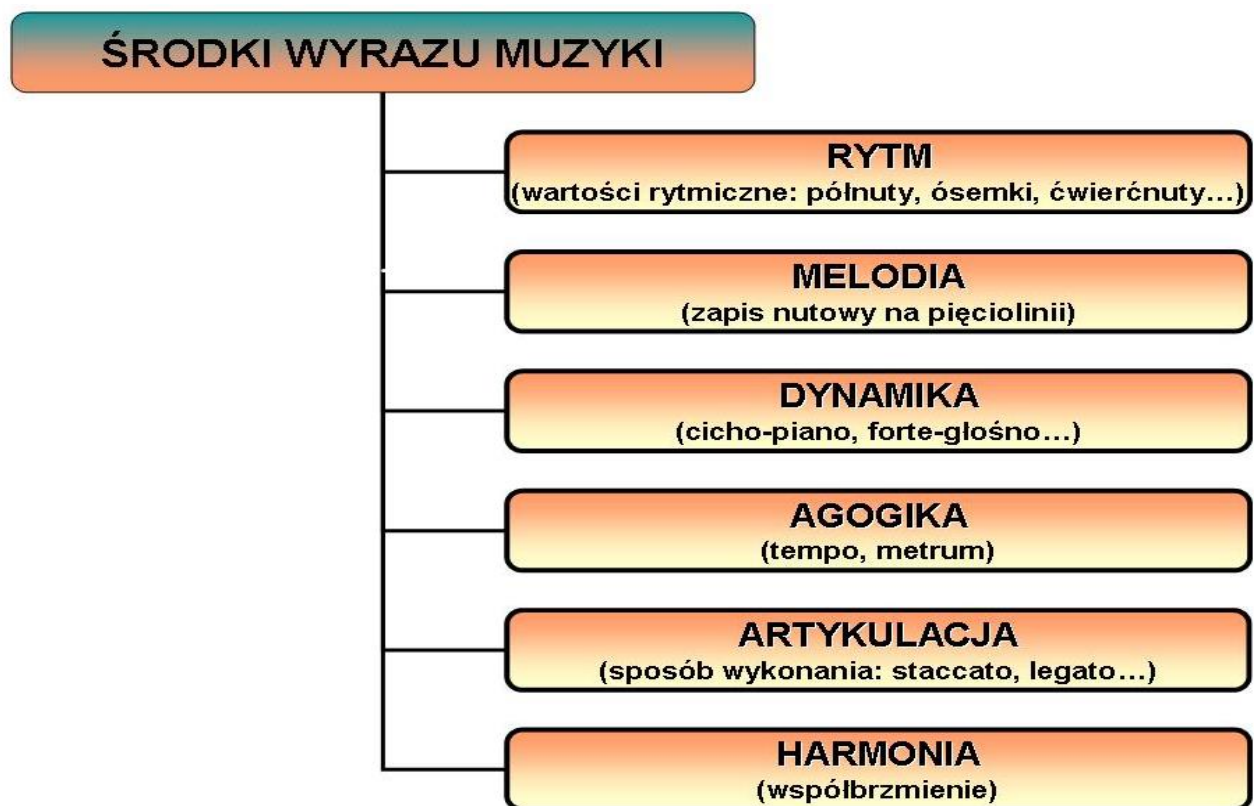 ŚRODKI WYRAZU MUZYKI
RYTM
(wartości rytmiczne: półnuty, ósemki, ćwierćnuty...)
MELODIA
(zapis nutowy na pięciolinii)
DYNAMIKA
(cicho-piano, forte-głośno...)
AGOGIKA
(tempo, metrum)
ARTYKULACJA
(sposób wykonania: staccato, legato...)
HARMONIA
(współbrzmienie)